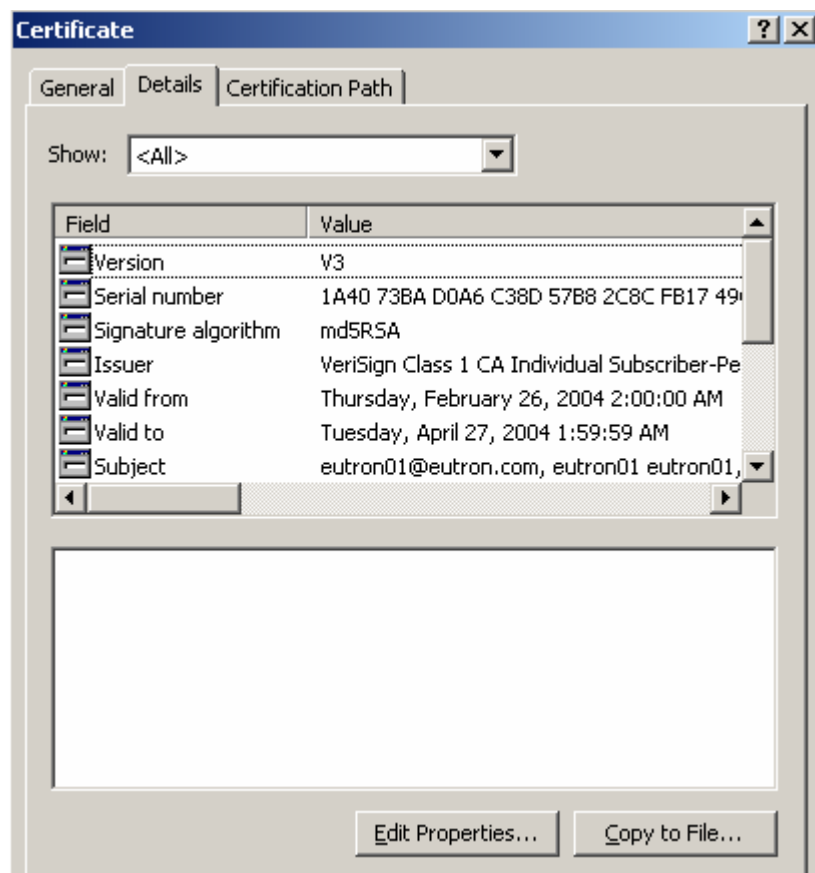 Certificate
General Details Certification Path
Show: <All>
Field Value
Version V3
Serial number 1A40 73BA D0A6 C38D 57B8 2C8C FB17 49
Signature algorithm md5RSA
Issuer VeriSign Class 1 CA Individual Subscriber-Pe
Valid from Thursday, February 26, 2004 2:00:00 AM
Valid to Tuesday, April 27, 2004 1:59:59 AM
Subject eutron01@eutron.com, eutron01 eutron01,
Edit Properties... Copy to File...